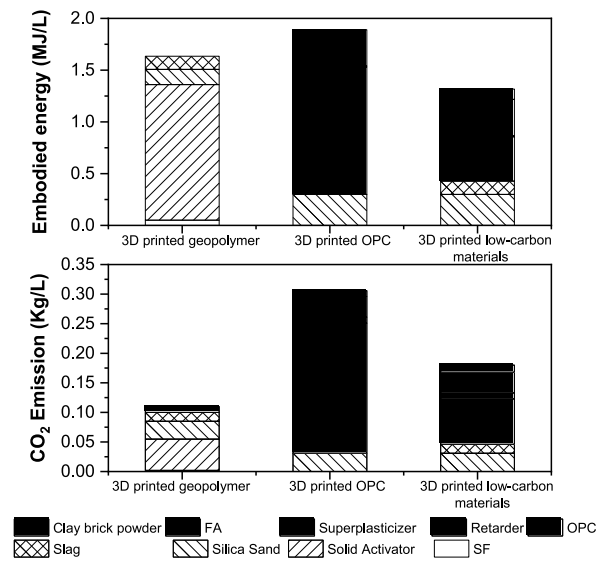 Embodied energy (MJ/L)
2.0
1.5
1.0
0.5
0.0
3D printed geopolymer
3D printed OPC
3D printed low-carbon
materials
CO₂ Emission (Kg/L)
0.35
0.30
0.25
0.20
0.15
0.10
0.05
0.00
3D printed geopolymer
3D printed OPC
3D printed low-carbon
materials
Clay brick powder FA Superplasticizer Retarder OPC
Slag Silica Sand Solid Activator SF